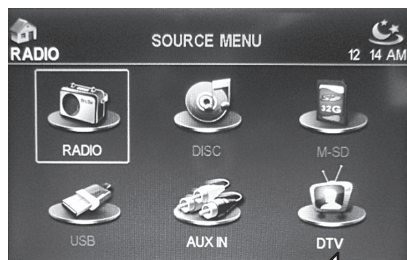 RADIO
SOURCE MENU
12 14 AM
32G
RADIO
DISC
M-SD
USB
AUX IN
DTV